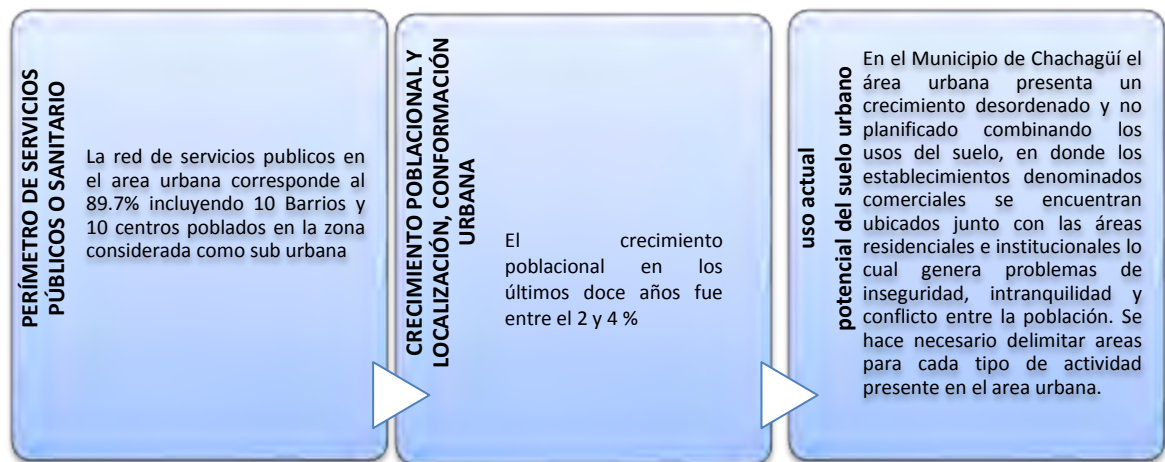 PERÍMETRO DE SERVICIOS
PÚBLICOS O SANITARIO
La red de servicios publicos en
el area urbana corresponde al
89.7% incluyendo 10 Barrios y
10 centros poblados en la zona
considerada como sub urbana
CRECIMIENTO POBLACIONAL Y
LOCALIZACIÓN, CONFORMACIÓN
URBANA
El crecimiento
poblacional en los
últimos doce años fue
entre el 2 y 4 %
uso actual
potencial del suelo urbano
En el Municipio de Chachagüí el
área urbana presenta un
crecimiento desordenado y no
planificado combinando los
usos del suelo, en donde los
establecimientos denominados
comerciales se encuentran
ubicados junto con las áreas
residenciales e institucionales lo
cual genera problemas de
inseguridad, intranquilidad y
conflicto entre la población. Se
hace necesario delimitar areas
para cada tipo de actividad
presente en el area urbana.